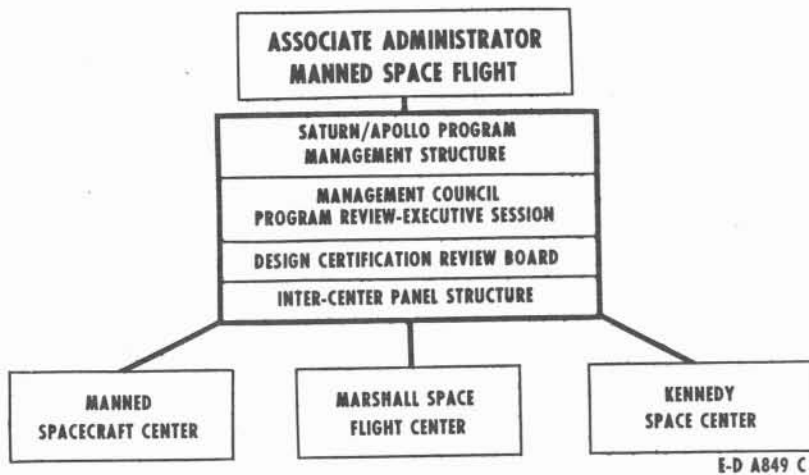 ASSOCIATE ADMINISTRATOR
MANNED SPACE FLIGHT
SATURN/APOLLO PROGRAM
MANAGEMENT STRUCTURE
MANAGEMENT COUNCIL
PROGRAM REVIEW-EXECUTIVE SESSION
DESIGN CERTIFICATION REVIEW BOARD
INTER-CENTER PANEL STRUCTURE
MANNED
SPACECRAFT CENTER
MARSHALL SPACE
FLIGHT CENTER
KENNEDY
SPACE CENTER
E-D A849 C